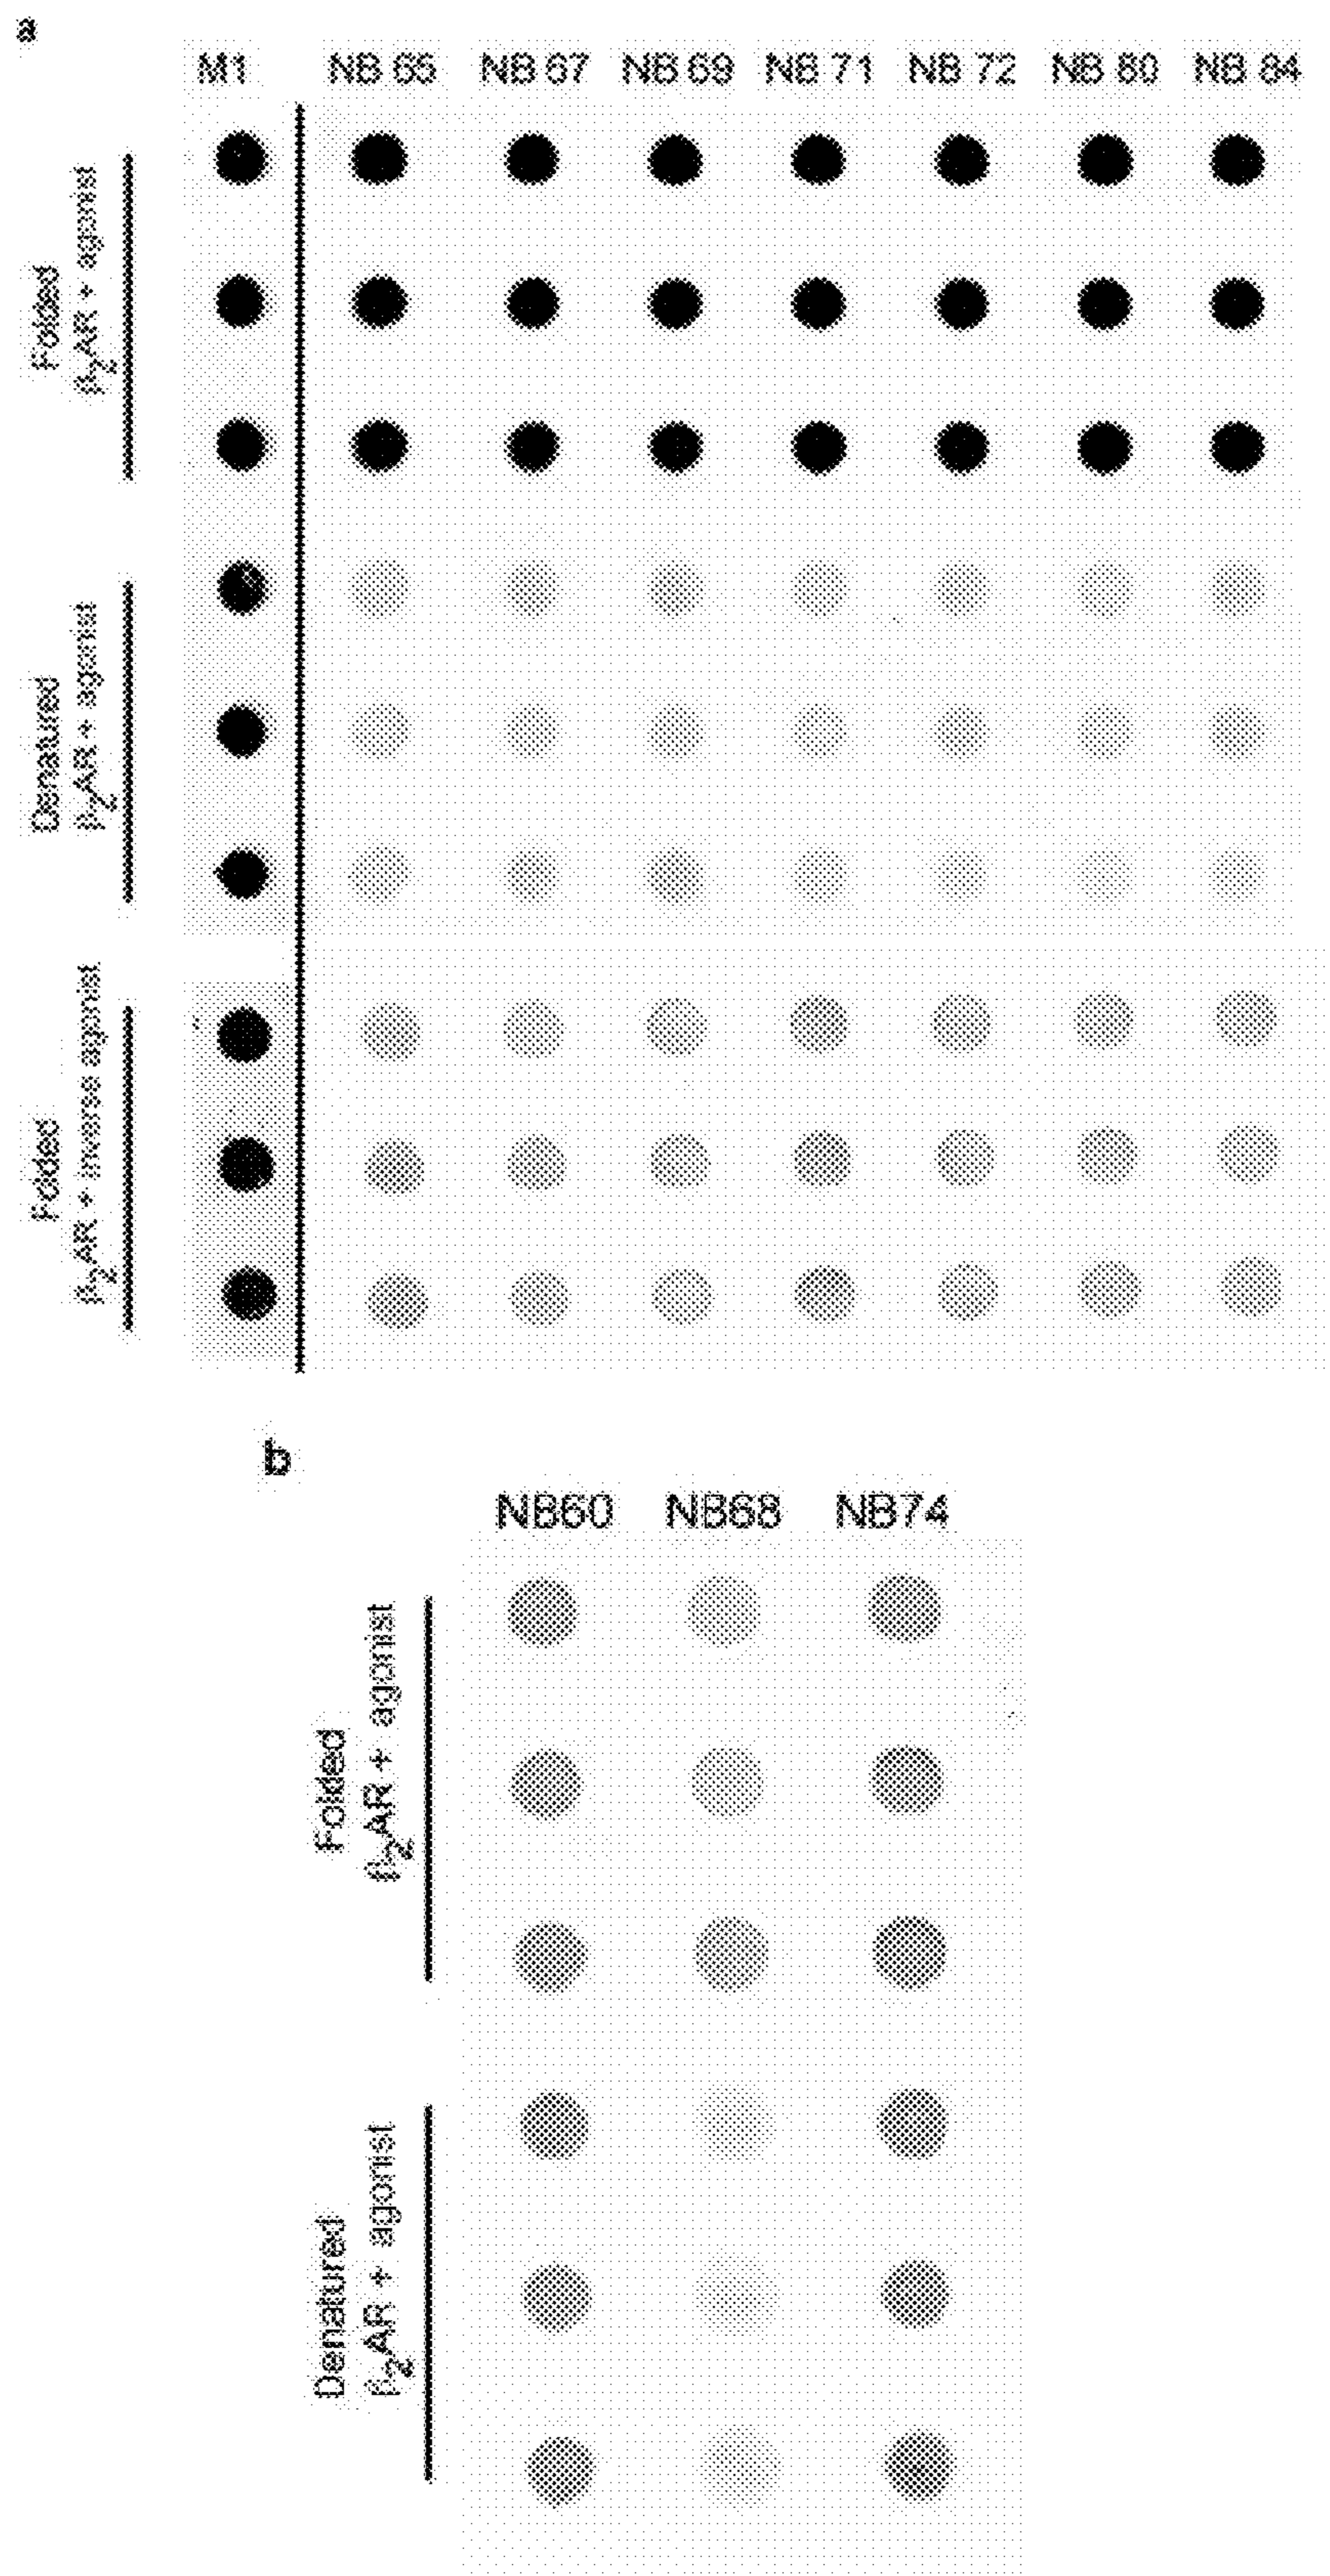 a
M1 NB 65 NB 67 NB 69 NB 71 NB 72 NB 80 NB 84
Folded
β₂AR + agonist
Denatured
β₂AR + agonist
Folded
β₂AR + inverse agonist
b
NB60 NB68 NB74
Folded
β₂AR + agonist
Denatured
β₂AR + agonist